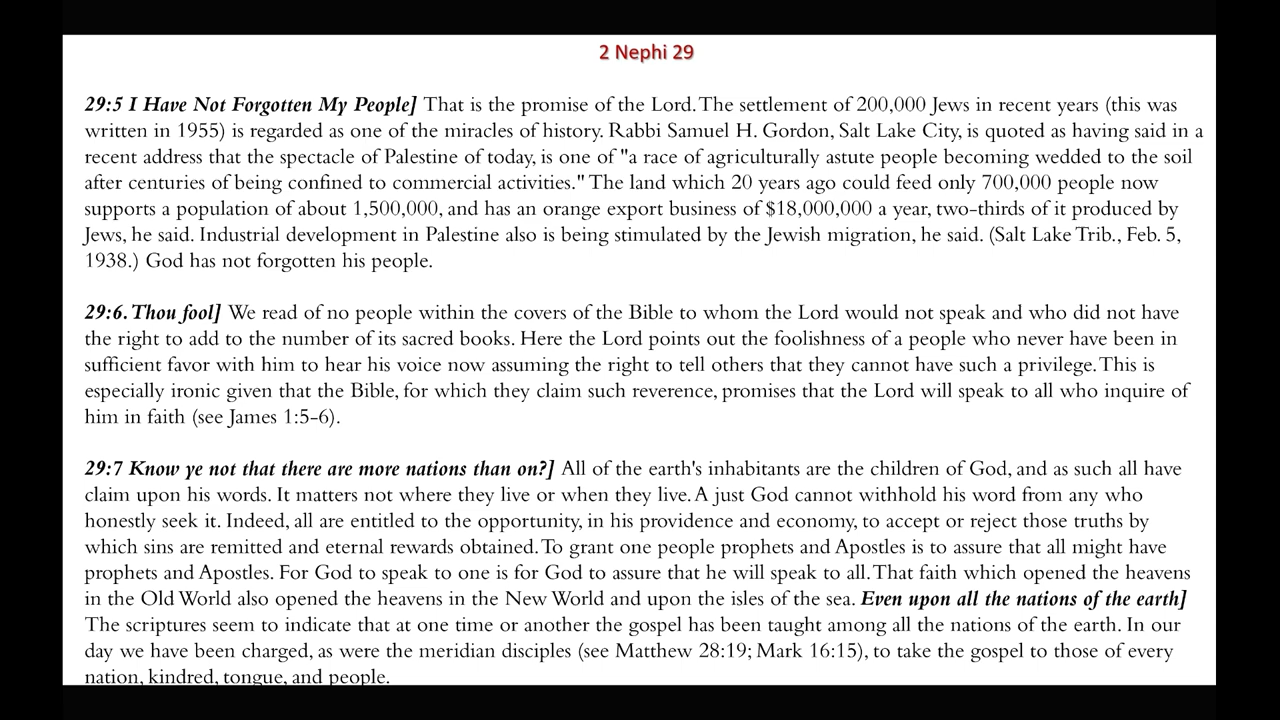 2 Nephi 29
29:5 I Have Not Forgotten My People] That is the promise of the Lord. The settlement of 200,000 Jews in recent years (this was
written in 1955) is regarded as one of the miracles of history. Rabbi Samuel H. Gordon, Salt Lake City, is quoted as having said in a
recent address that the spectacle of Palestine of today, is one of "a race of agriculturally astute people becoming wedded to the soil
after centuries of being confined to commercial activities." The land which 20 years ago could feed only 700,000 people now
supports a population of about 1,500,000, and has an orange export business of $18,000,000 a year, two-thirds of it produced by
Jews, he said. Industrial development in Palestine also is being stimulated by the Jewish migration, he said. (Salt Lake Trib., Feb. 5,
1938.) God has not forgotten his people.
29:6. Thou fool] We read of no people within the covers of the Bible to whom the Lord would not speak and who did not have
the right to add to the number of its sacred books. Here the Lord points out the foolishness of a people who never have been in
sufficient favor with him to hear his voice now assuming the right to tell others that they cannot have such a privilege. This is
especially ironic given that the Bible, for which they claim such reverence, promises that the Lord will speak to all who inquire of
him in faith (see James 1:5-6).
29:7 Know ye not that there are more nations than on?] All of the earth's inhabitants are the children of God, and as such all have
claim upon his words. It matters not where they live or when they live. A just God cannot withhold his word from any who
honestly seek it. Indeed, all are entitled to the opportunity, in his providence and economy, to accept or reject those truths by
which sins are remitted and eternal rewards obtained. To grant one people prophets and Apostles is to assure that all might have
prophets and Apostles. For God to speak to one is for God to assure that he will speak to all. That faith which opened the heavens
in the Old World also opened the heavens in the New World and upon the isles of the sea. Even upon all the nations of the earth]
The scriptures seem to indicate that at one time or another the gospel has been taught among all the nations of the earth. In our
day we have been charged, as were the meridian disciples (see Matthew 28:19; Mark 16:15), to take the gospel to those of every
nation, kindred, tongue, and people.